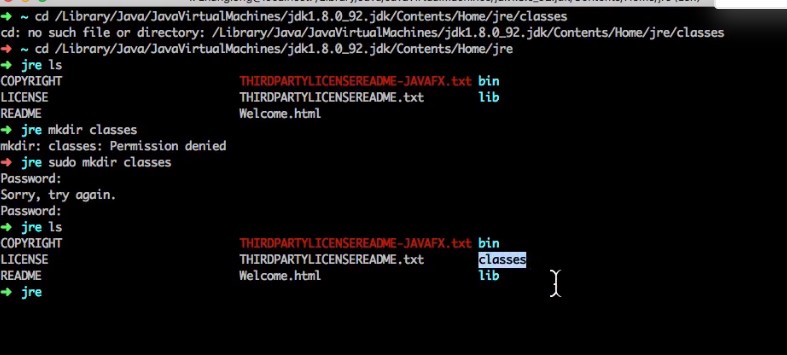 ➜ ~ cd /Library/Java/JavaVirtualMachines/jdk1.8.0_92.jdk/Contents/Home/jre/classes
cd: no such file or directory: /Library/Java/JavaVirtualMachines/jdk1.8.0_92.jdk/Contents/Home/jre/classes
➜ ~ cd /Library/Java/JavaVirtualMachines/jdk1.8.0_92.jdk/Contents/Home/jre
➜ jre ls
COPYRIGHT THIRDPARTYLICENSEREADME-JAVAFX.txt bin
LICENSE THIRDPARTYLICENSEREADME.txt lib
README Welcome.html
➜ jre mkdir classes
mkdir: classes: Permission denied
➜ jre sudo mkdir classes
Password:
Sorry, try again.
Password:
➜ jre ls
COPYRIGHT THIRDPARTYLICENSEREADME-JAVAFX.txt bin
LICENSE THIRDPARTYLICENSEREADME.txt classes
README Welcome.html lib
➜ jre